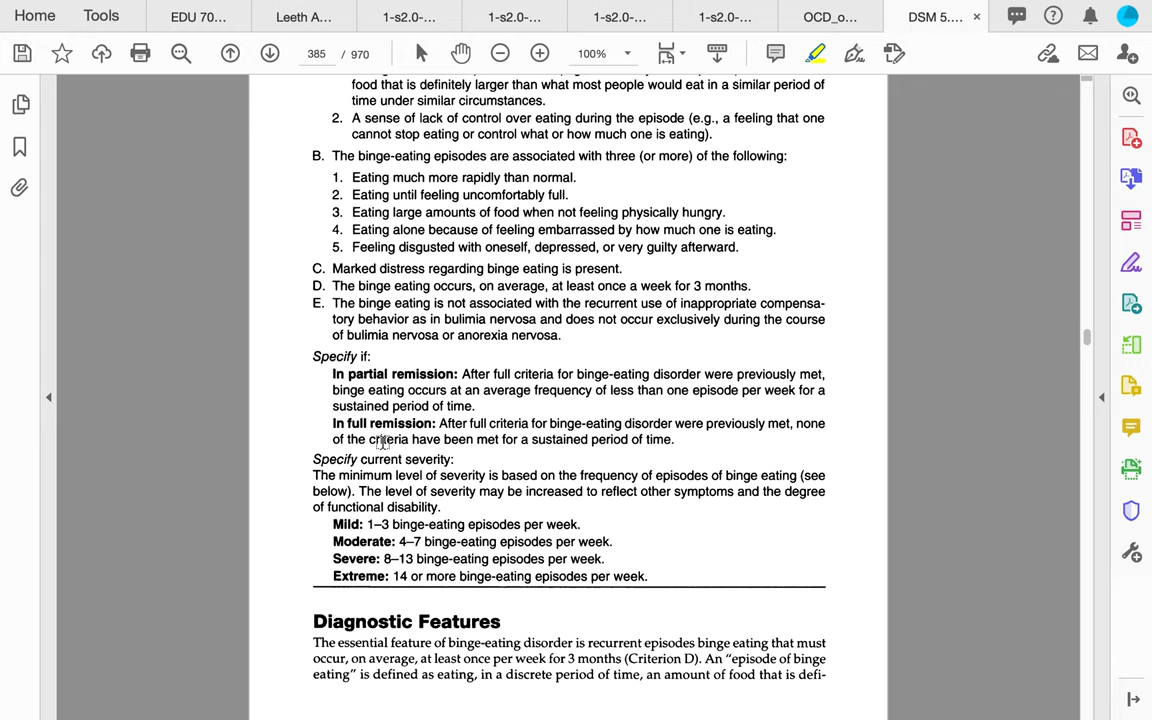 Home Tools EDU 70... Leeth A... 1-s2.0-... 1-s2.0-... 1-s2.0-... 1-s2.0-... OCD_o... DSM 5.... ×
385 / 970 100%
food that is definitely larger than what most people would eat in a similar period of
time under similar circumstances.
2. A sense of lack of control over eating during the episode (e.g., a feeling that one
cannot stop eating or control what or how much one is eating).
B. The binge-eating episodes are associated with three (or more) of the following:
1. Eating much more rapidly than normal.
2. Eating until feeling uncomfortably full.
3. Eating large amounts of food when not feeling physically hungry.
4. Eating alone because of feeling embarrassed by how much one is eating.
5. Feeling disgusted with oneself, depressed, or very guilty afterward.
C. Marked distress regarding binge eating is present.
D. The binge eating occurs, on average, at least once a week for 3 months.
E. The binge eating is not associated with the recurrent use of inappropriate compensa-
tory behavior as in bulimia nervosa and does not occur exclusively during the course
of bulimia nervosa or anorexia nervosa.
Specify if:
In partial remission: After full criteria for binge-eating disorder were previously met,
binge eating occurs at an average frequency of less than one episode per week for a
sustained period of time.
In full remission: After full criteria for binge-eating disorder were previously met, none
of the criteria have been met for a sustained period of time.
Specify current severity:
The minimum level of severity is based on the frequency of episodes of binge eating (see
below). The level of severity may be increased to reflect other symptoms and the degree
of functional disability.
Mild: 1–3 binge-eating episodes per week.
Moderate: 4–7 binge-eating episodes per week.
Severe: 8–13 binge-eating episodes per week.
Extreme: 14 or more binge-eating episodes per week.
Diagnostic Features
The essential feature of binge-eating disorder is recurrent episodes binge eating that must
occur, on average, at least once per week for 3 months (Criterion D). An “episode of binge
eating” is defined as eating, in a discrete period of time, an amount of food that is defi-